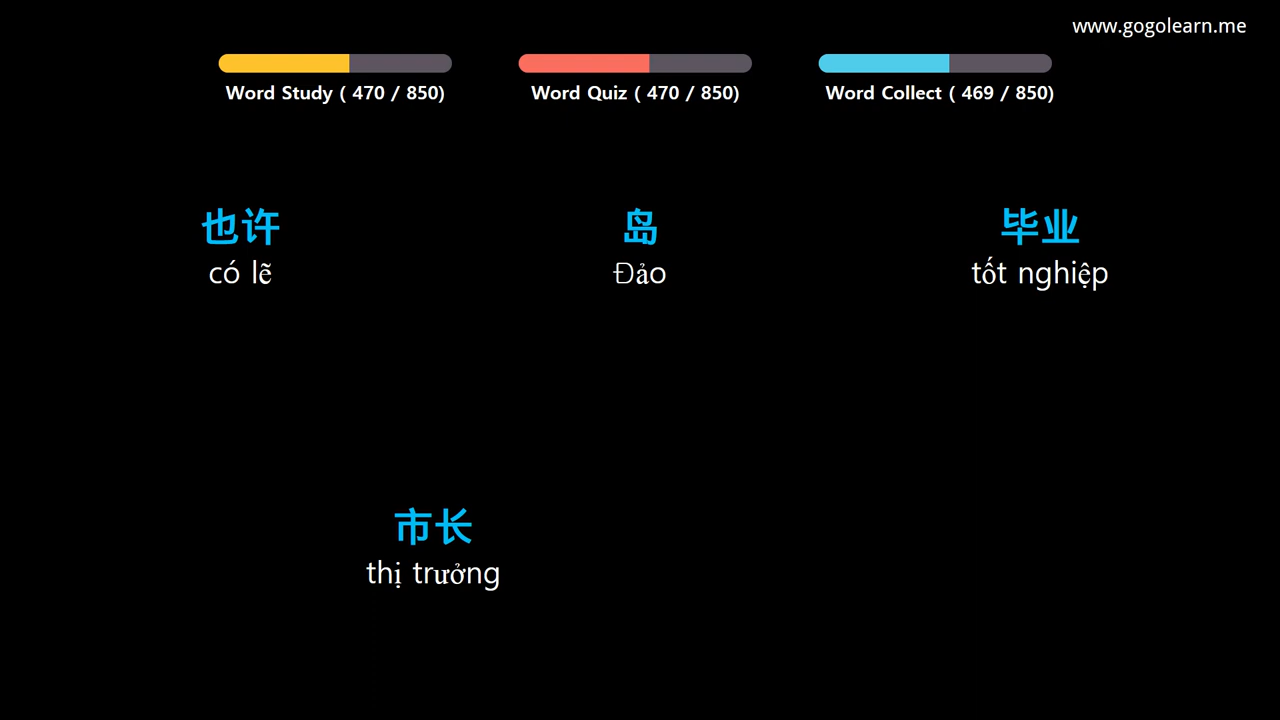 www.gogolearn.me
Word Study ( 470 / 850)
Word Quiz ( 470 / 850)
Word Collect ( 469 / 850)
也许
có lẽ
岛
Đảo
毕业
tốt nghiệp
市长
thị trưởng